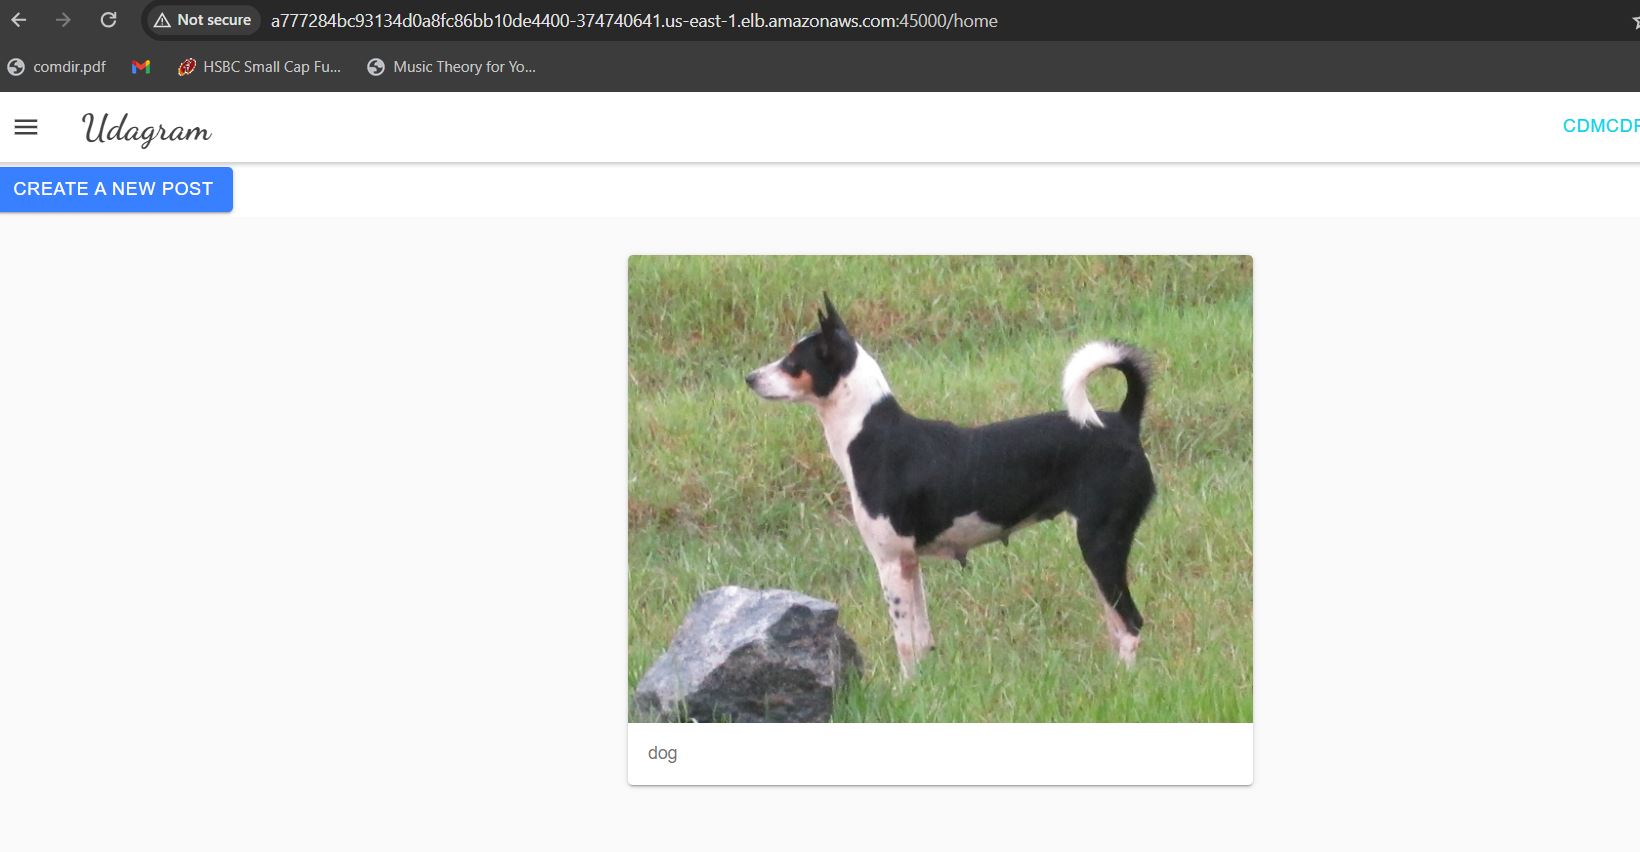 Not secure
a777284bc93134d0a8fc86bb10de4400-374740641.us-east-1.elb.amazonaws.com:45000/home
comdir.pdf
HSBC Small Cap Fu...
Music Theory for Yo...
Udagram
CREATE A NEW POST
dog